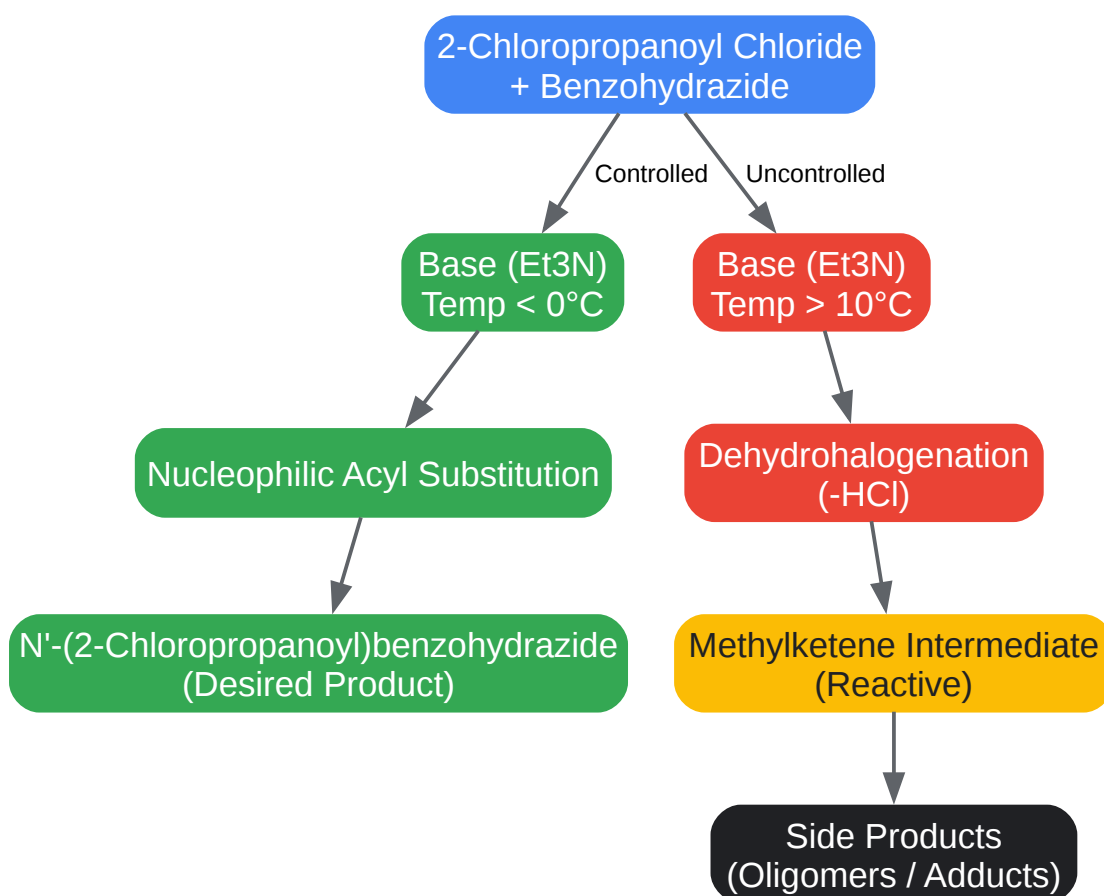 2-Chloropropanoyl Chloride
+ Benzohydrazide
Controlled
Uncontrolled
Base (Et3N)
Temp < 0°C
Base (Et3N)
Temp > 10°C
Nucleophilic Acyl Substitution
Dehydrohalogenation
(-HCl)
N'-(2-Chloropropanoyl)benzohydrazide
(Desired Product)
Methylketene Intermediate
(Reactive)
Side Products
(Oligomers / Adducts)